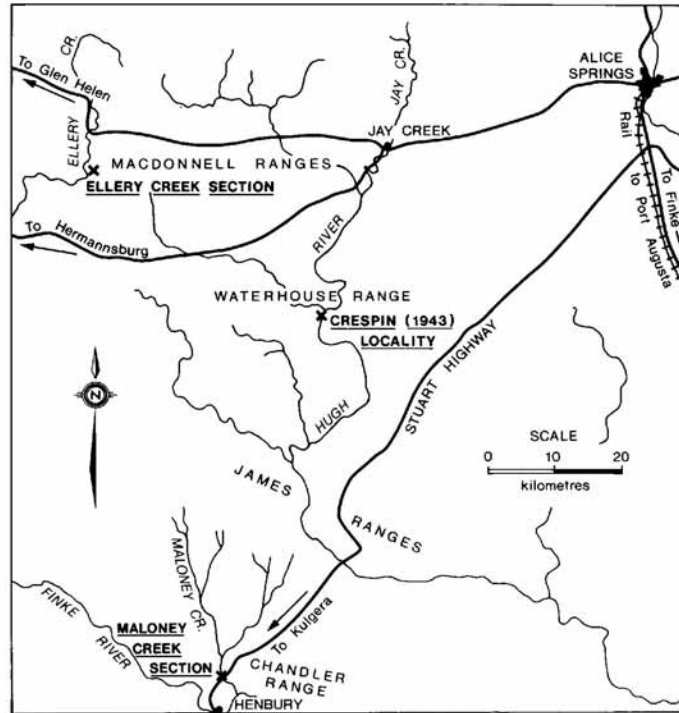 CR.
To Glen Helen
ELLERY
JAY CR.
ALICE
SPRINGS
JAY CREEK
MACDONNELL RANGES
ELLERY CREEK SECTION
Rail to Port Augusta
To Finke
To Hermannsburg
RIVER
WATERHOUSE RANGE
CRESPIN (1943)
LOCALITY
N
HUGH
STUART HIGHWAY
SCALE
0 10 20
kilometres
JAMES
RANGES
MALONEY CR.
FINKE
RIVER
To Kulgera
MALONEY
CREEK
SECTION
CHANDLER
RANGE
HENBURY